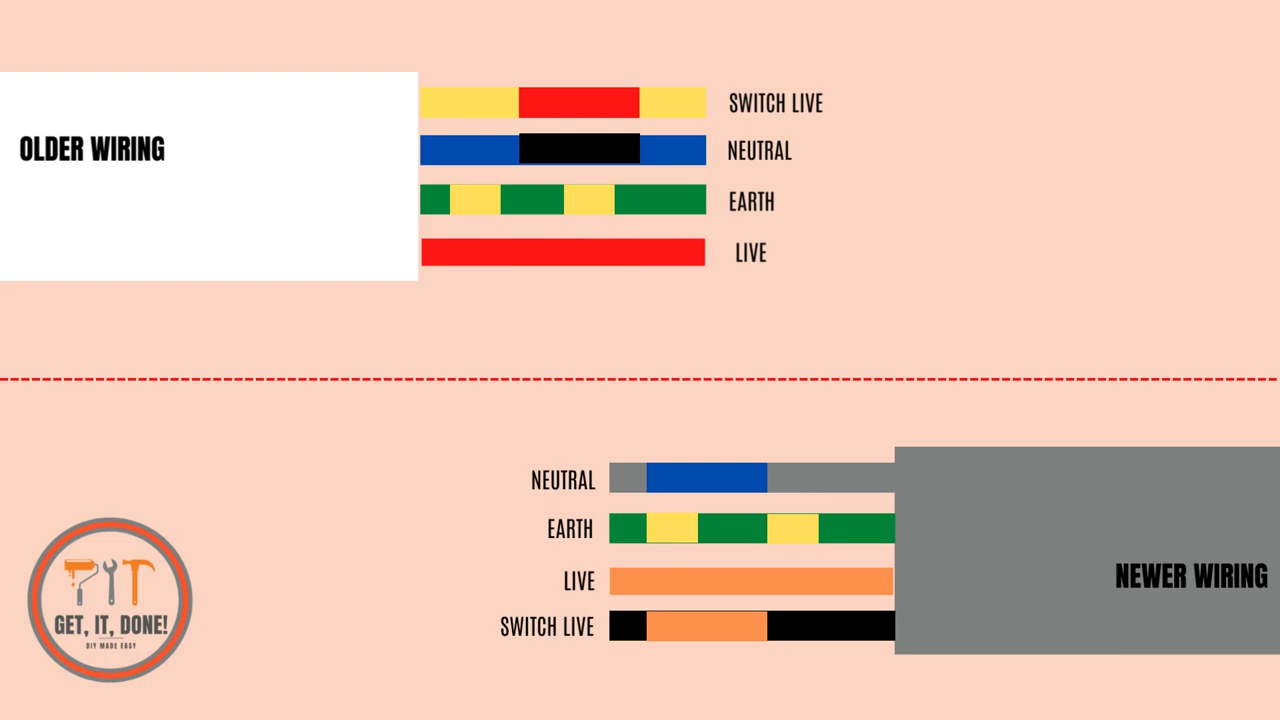 SWITCH LIVE
OLDER WIRING
NEUTRAL
EARTH
LIVE
NEUTRAL
EARTH
LIVE
NEWER WIRING
SWITCH LIVE
GET, IT, DONE!
DIY MADE EASY